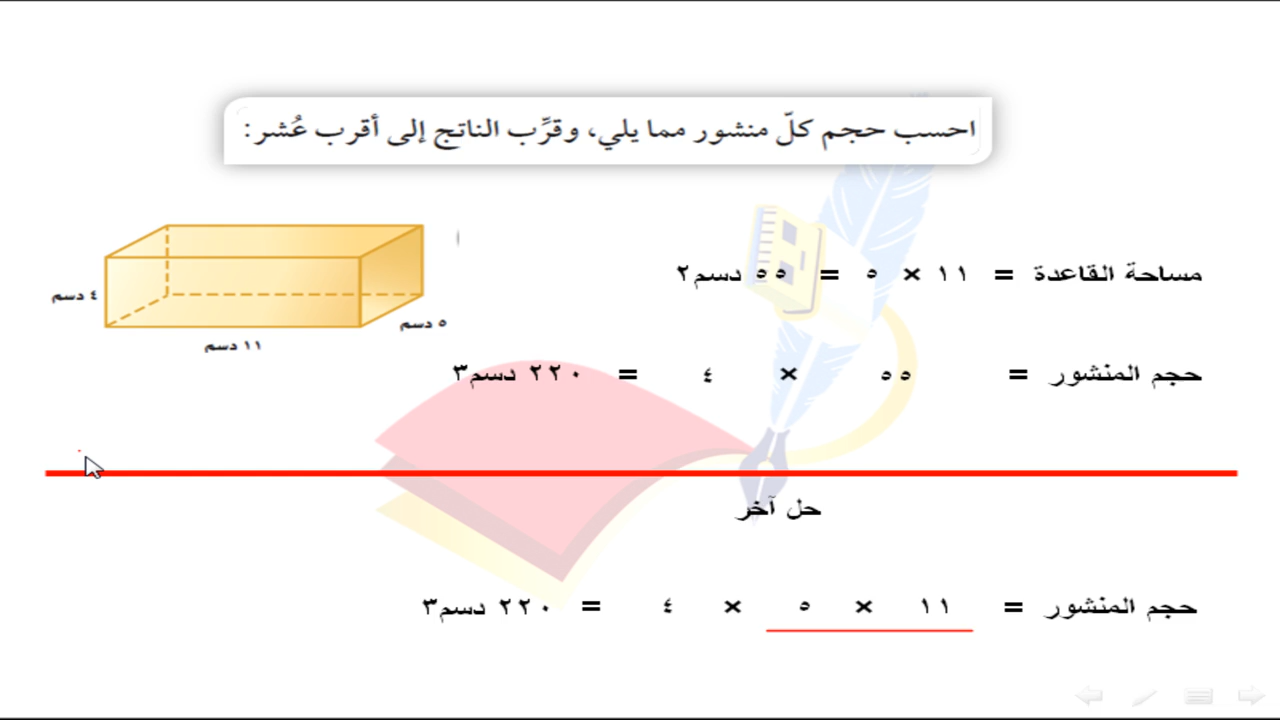 احسب حجم كلّ منشور مما يلي، وقرِّب الناتج إلى أقرب عُشر:
٤ دسم
٥ دسم
١١ دسم
مساحة القاعدة = ١١ × ٥ = ٥٥ دسم٢
حجم المنشور = ٥٥ × ٤ = ٢٢٠ دسم٣
حل آخر
حجم المنشور = ١١ × ٥ × ٤ = ٢٢٠ دسم٣